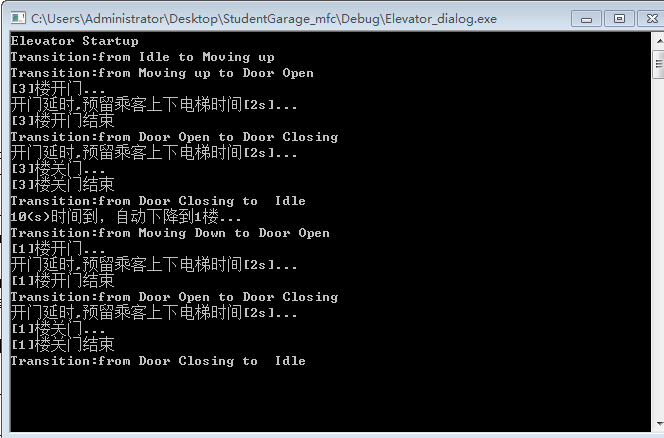 C:\Users\Administrator\Desktop\StudentGarage_mfc\Debug\Elevator_dialog.exe
Elevator Startup
Transition:from Idle to Moving up
Transition:from Moving up to Door Open
[3]楼开门...
开门延时,预留乘客上下电梯时间[2s]...
[3]楼开门结束
Transition:from Door Open to Door Closing
开门延时,预留乘客上下电梯时间[2s]...
[3]楼关门...
[3]楼关门结束
Transition:from Door Closing to  Idle
10(s)时间到，自动下降到1楼...
Transition:from Moving Down to Door Open
[1]楼开门...
开门延时,预留乘客上下电梯时间[2s]...
[1]楼开门结束
Transition:from Door Open to Door Closing
开门延时,预留乘客上下电梯时间[2s]...
[1]楼关门...
[1]楼关门结束
Transition:from Door Closing to  Idle